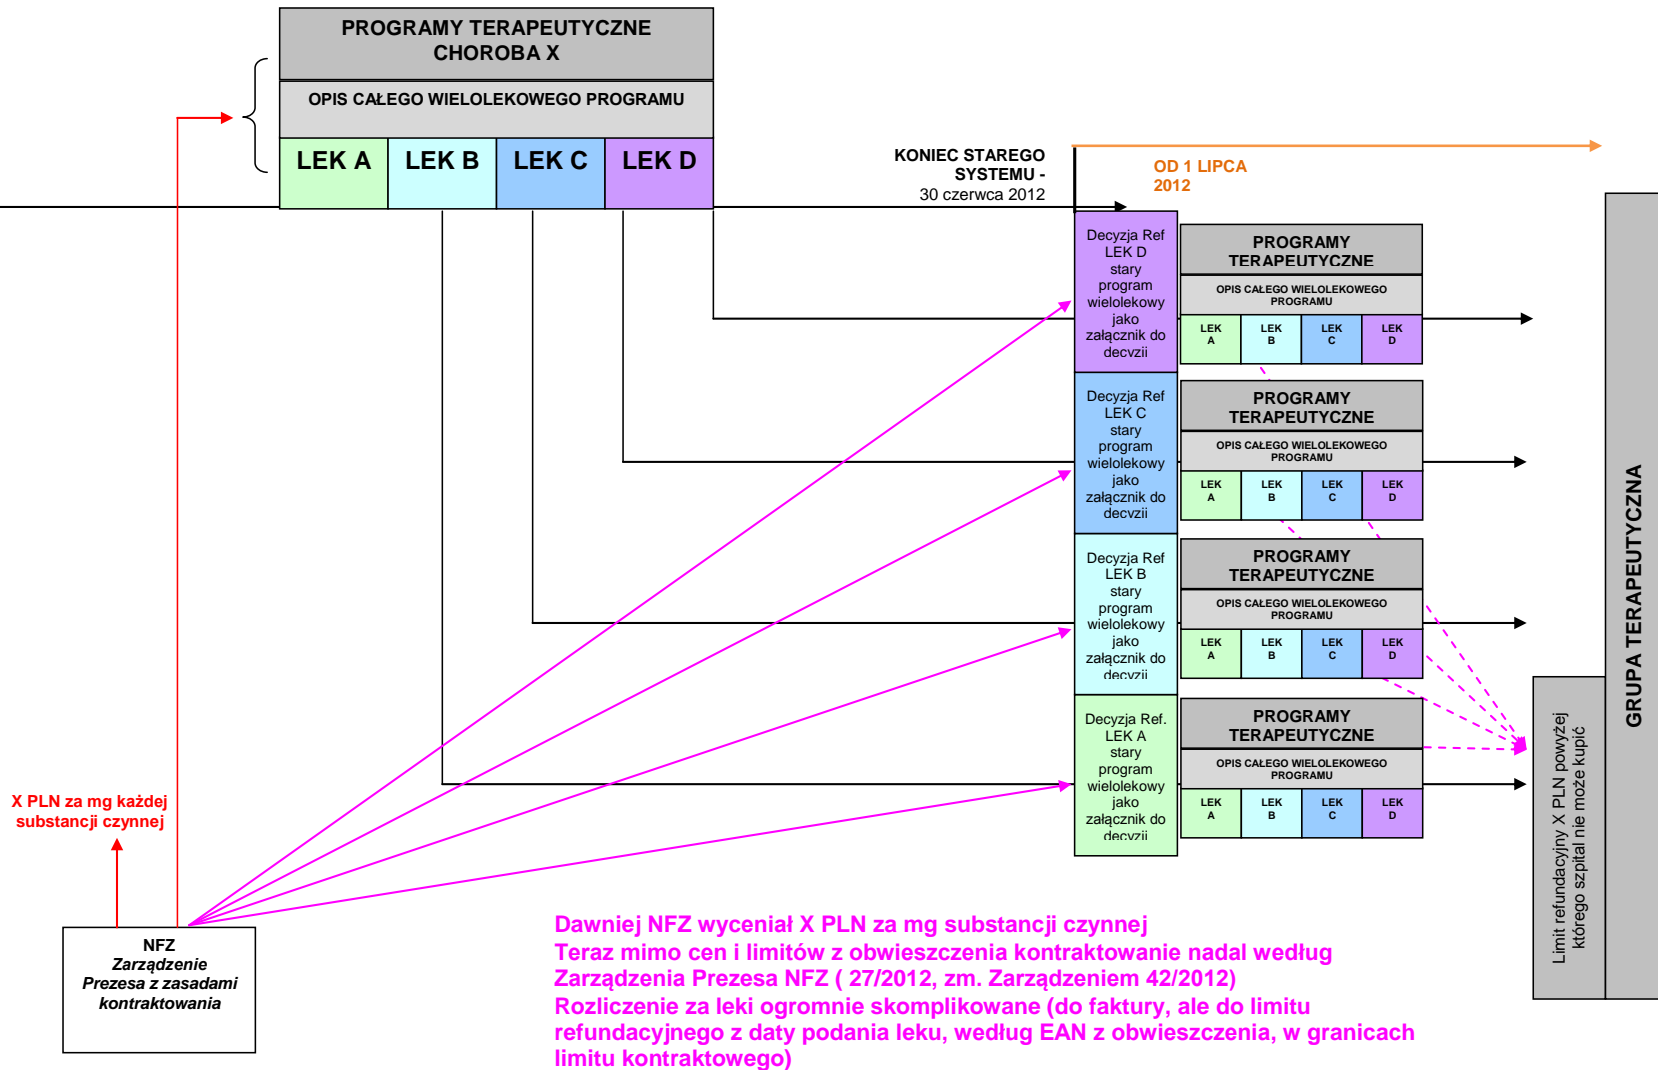 PROGRAMY TERAPEUTYCZNE
CHOROBA X
OPIS CAŁEGO WIELOLEKOWEGO PROGRAMU
LEK A
LEK B
LEK C
LEK D
KONIEC STAREGO
SYSTEMU -
30 czerwca 2012
OD 1 LIPCA
2012
Decyzja Ref
LEK D
stary
program
wielolekowy
jako
załącznik do
decyzji
PROGRAMY
TERAPEUTYCZNE
OPIS CAŁEGO WIELOLEKOWEGO
PROGRAMU
LEK
A
LEK
B
LEK
C
LEK
D
Decyzja Ref
LEK C
stary
program
wielolekowy
jako
załącznik do
decyzji
PROGRAMY
TERAPEUTYCZNE
OPIS CAŁEGO WIELOLEKOWEGO
PROGRAMU
LEK
A
LEK
B
LEK
C
LEK
D
Decyzja Ref
LEK B
stary
program
wielolekowy
jako
załącznik do
decyzji
PROGRAMY
TERAPEUTYCZNE
OPIS CAŁEGO WIELOLEKOWEGO
PROGRAMU
LEK
A
LEK
B
LEK
C
LEK
D
Decyzja Ref.
LEK A
stary
program
wielolekowy
jako
załącznik do
decyzji
PROGRAMY
TERAPEUTYCZNE
OPIS CAŁEGO WIELOLEKOWEGO
PROGRAMU
LEK
A
LEK
B
LEK
C
LEK
D
Limit refundacyjny X PLN powyżej
którego szpital nie może kupić
GRUPA TERAPEUTYCZNA
X PLN za mg każdej
substancji czynnej
NFZ
Zarządzenie
Prezesa z zasadami
kontraktowania
Dawniej NFZ wyceniał X PLN za mg substancji czynnej
Teraz mimo cen i limitów z obwieszczenia kontraktowanie nadal według
Zarządzenia Prezesa NFZ ( 27/2012, zm. Zarządzeniem 42/2012)
Rozliczenie za leki ogromnie skomplikowane (do faktury, ale do limitu
refundacyjnego z daty podania leku, według EAN z obwieszczenia, w granicach
limitu kontraktowego)